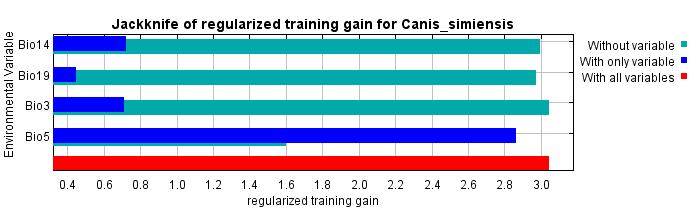 Jackknife of regularized training gain for Canis_simiensis
Environmental Variable
Bio14
Bio19
Bio3
Bio5
Without variable
With only variable
With all variables
0.4 0.6 0.8 1.0 1.2 1.4 1.6 1.8 2.0 2.2 2.4 2.6 2.8 3.0
regularized training gain